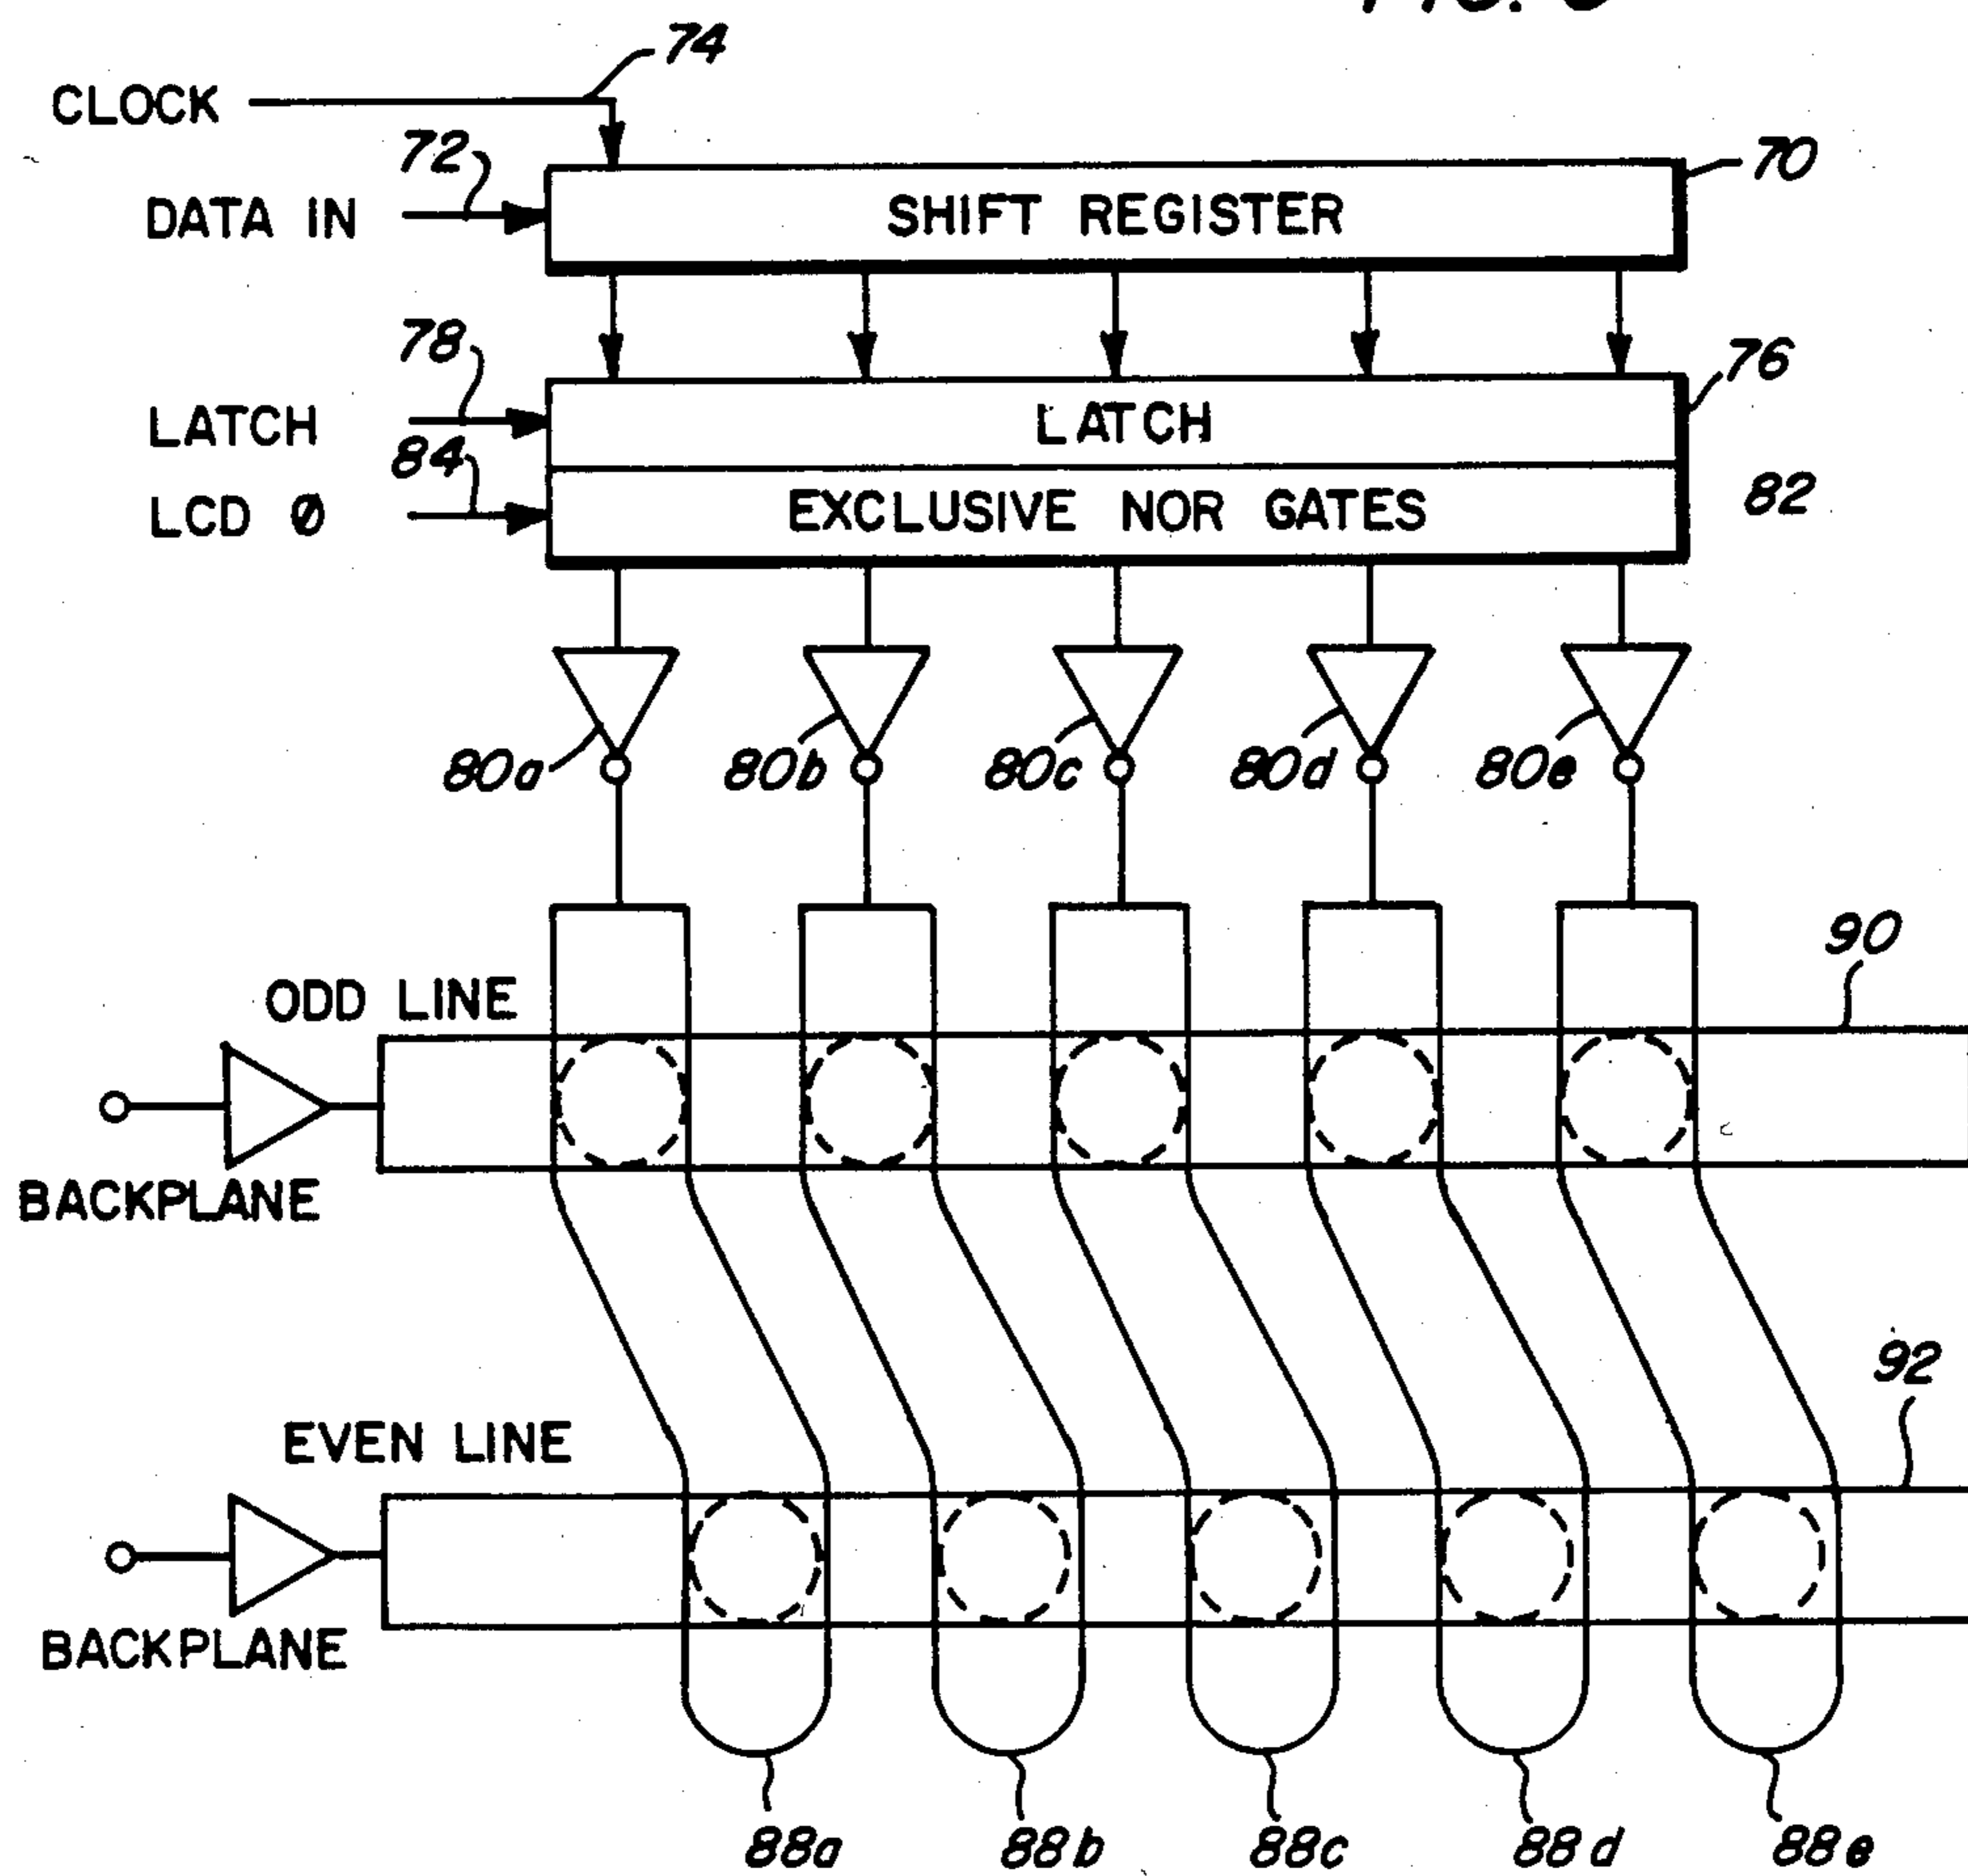 74
CLOCK
72
70
DATA IN
SHIFT REGISTER
78
76
LATCH
LATCH
84
82
LCD Ø
EXCLUSIVE NOR GATES
80a 80b 80c 80d 80e
90
ODD LINE
BACKPLANE
92
EVEN LINE
BACKPLANE
88a 88b 88c 88d 88e